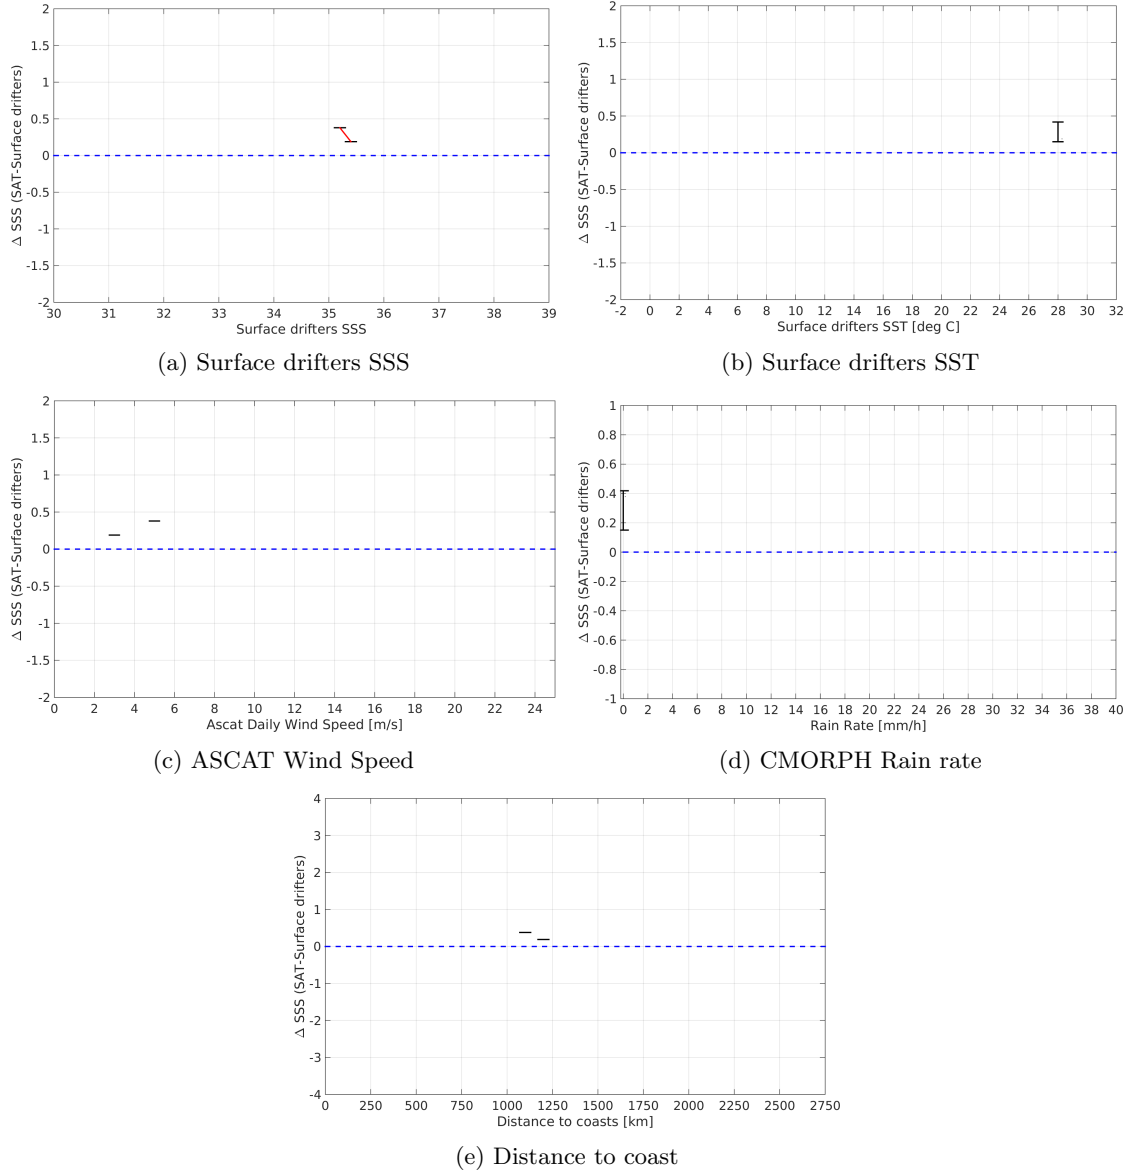 2
1.5
1
0.5
0
-0.5
-1
-1.5
-2
Δ SSS (SAT-Surface drifters)
30 31 32 33 34 35 36 37 38 39
Surface drifters SSS
(a) Surface drifters SSS
2
1.5
1
0.5
0
-0.5
-1
-1.5
-2
Δ SSS (SAT-Surface drifters)
-2 0 2 4 6 8 10 12 14 16 18 20 22 24 26 28 30 32
Surface drifters SST [deg C]
(b) Surface drifters SST
2
1.5
1
0.5
0
-0.5
-1
-1.5
-2
Δ SSS (SAT-Surface drifters)
0 2 4 6 8 10 12 14 16 18 20 22 24
Ascat Daily Wind Speed [m/s]
(c) ASCAT Wind Speed
1
0.8
0.6
0.4
0.2
0
-0.2
-0.4
-0.6
-0.8
-1
Δ SSS (SAT-Surface drifters)
0 2 4 6 8 10 12 14 16 18 20 22 24 26 28 30 32 34 36 38 40
Rain Rate [mm/h]
(d) CMORPH Rain rate
4
3
2
1
0
-1
-2
-3
-4
Δ SSS (SAT-Surface drifters)
0 250 500 750 1000 1250 1500 1750 2000 2250 2500 2750
Distance to coasts [km]
(e) Distance to coast